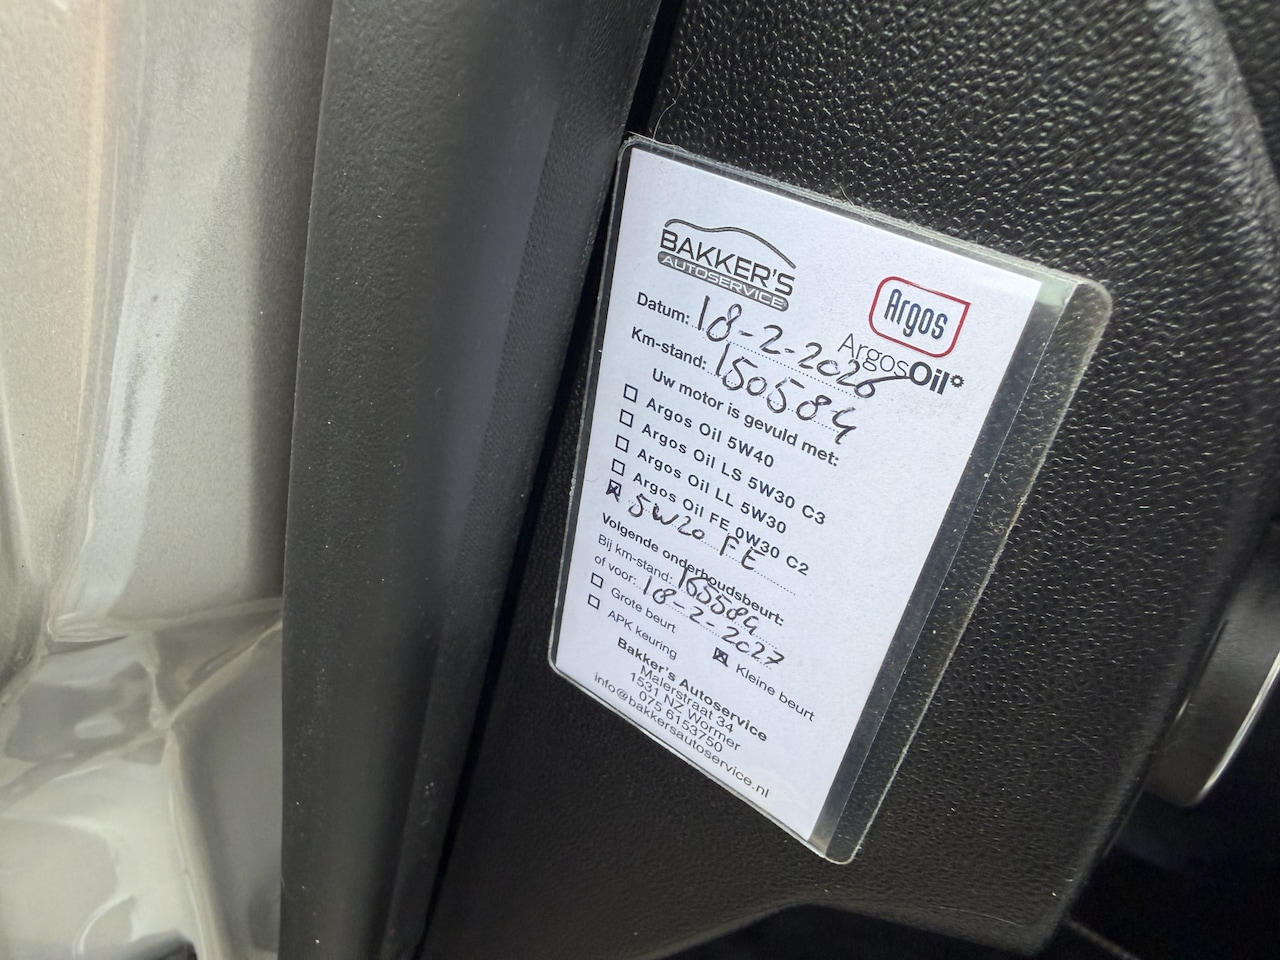 BAKKER'S
AUTOSERVICE
Argos
ArgosOil
Datum: 18-2-2026
Km-stand: 150584
Uw motor is gevuld met:
Argos Oil 5W40
Argos Oil LS 5W30 C3
Argos Oil LL 5W30
Argos Oil FE 0W30 C2
5W20 FE
Volgende onderhoudsbeurt:
Bij km-stand: 165584
of voor: 18-2-2027
Grote beurt
Kleine beurt
APK keuring
Bakker's Autoservice
Malerstraat 34
1531 NZ Wormer
075 6153750
info@bakkersautoservice.nl